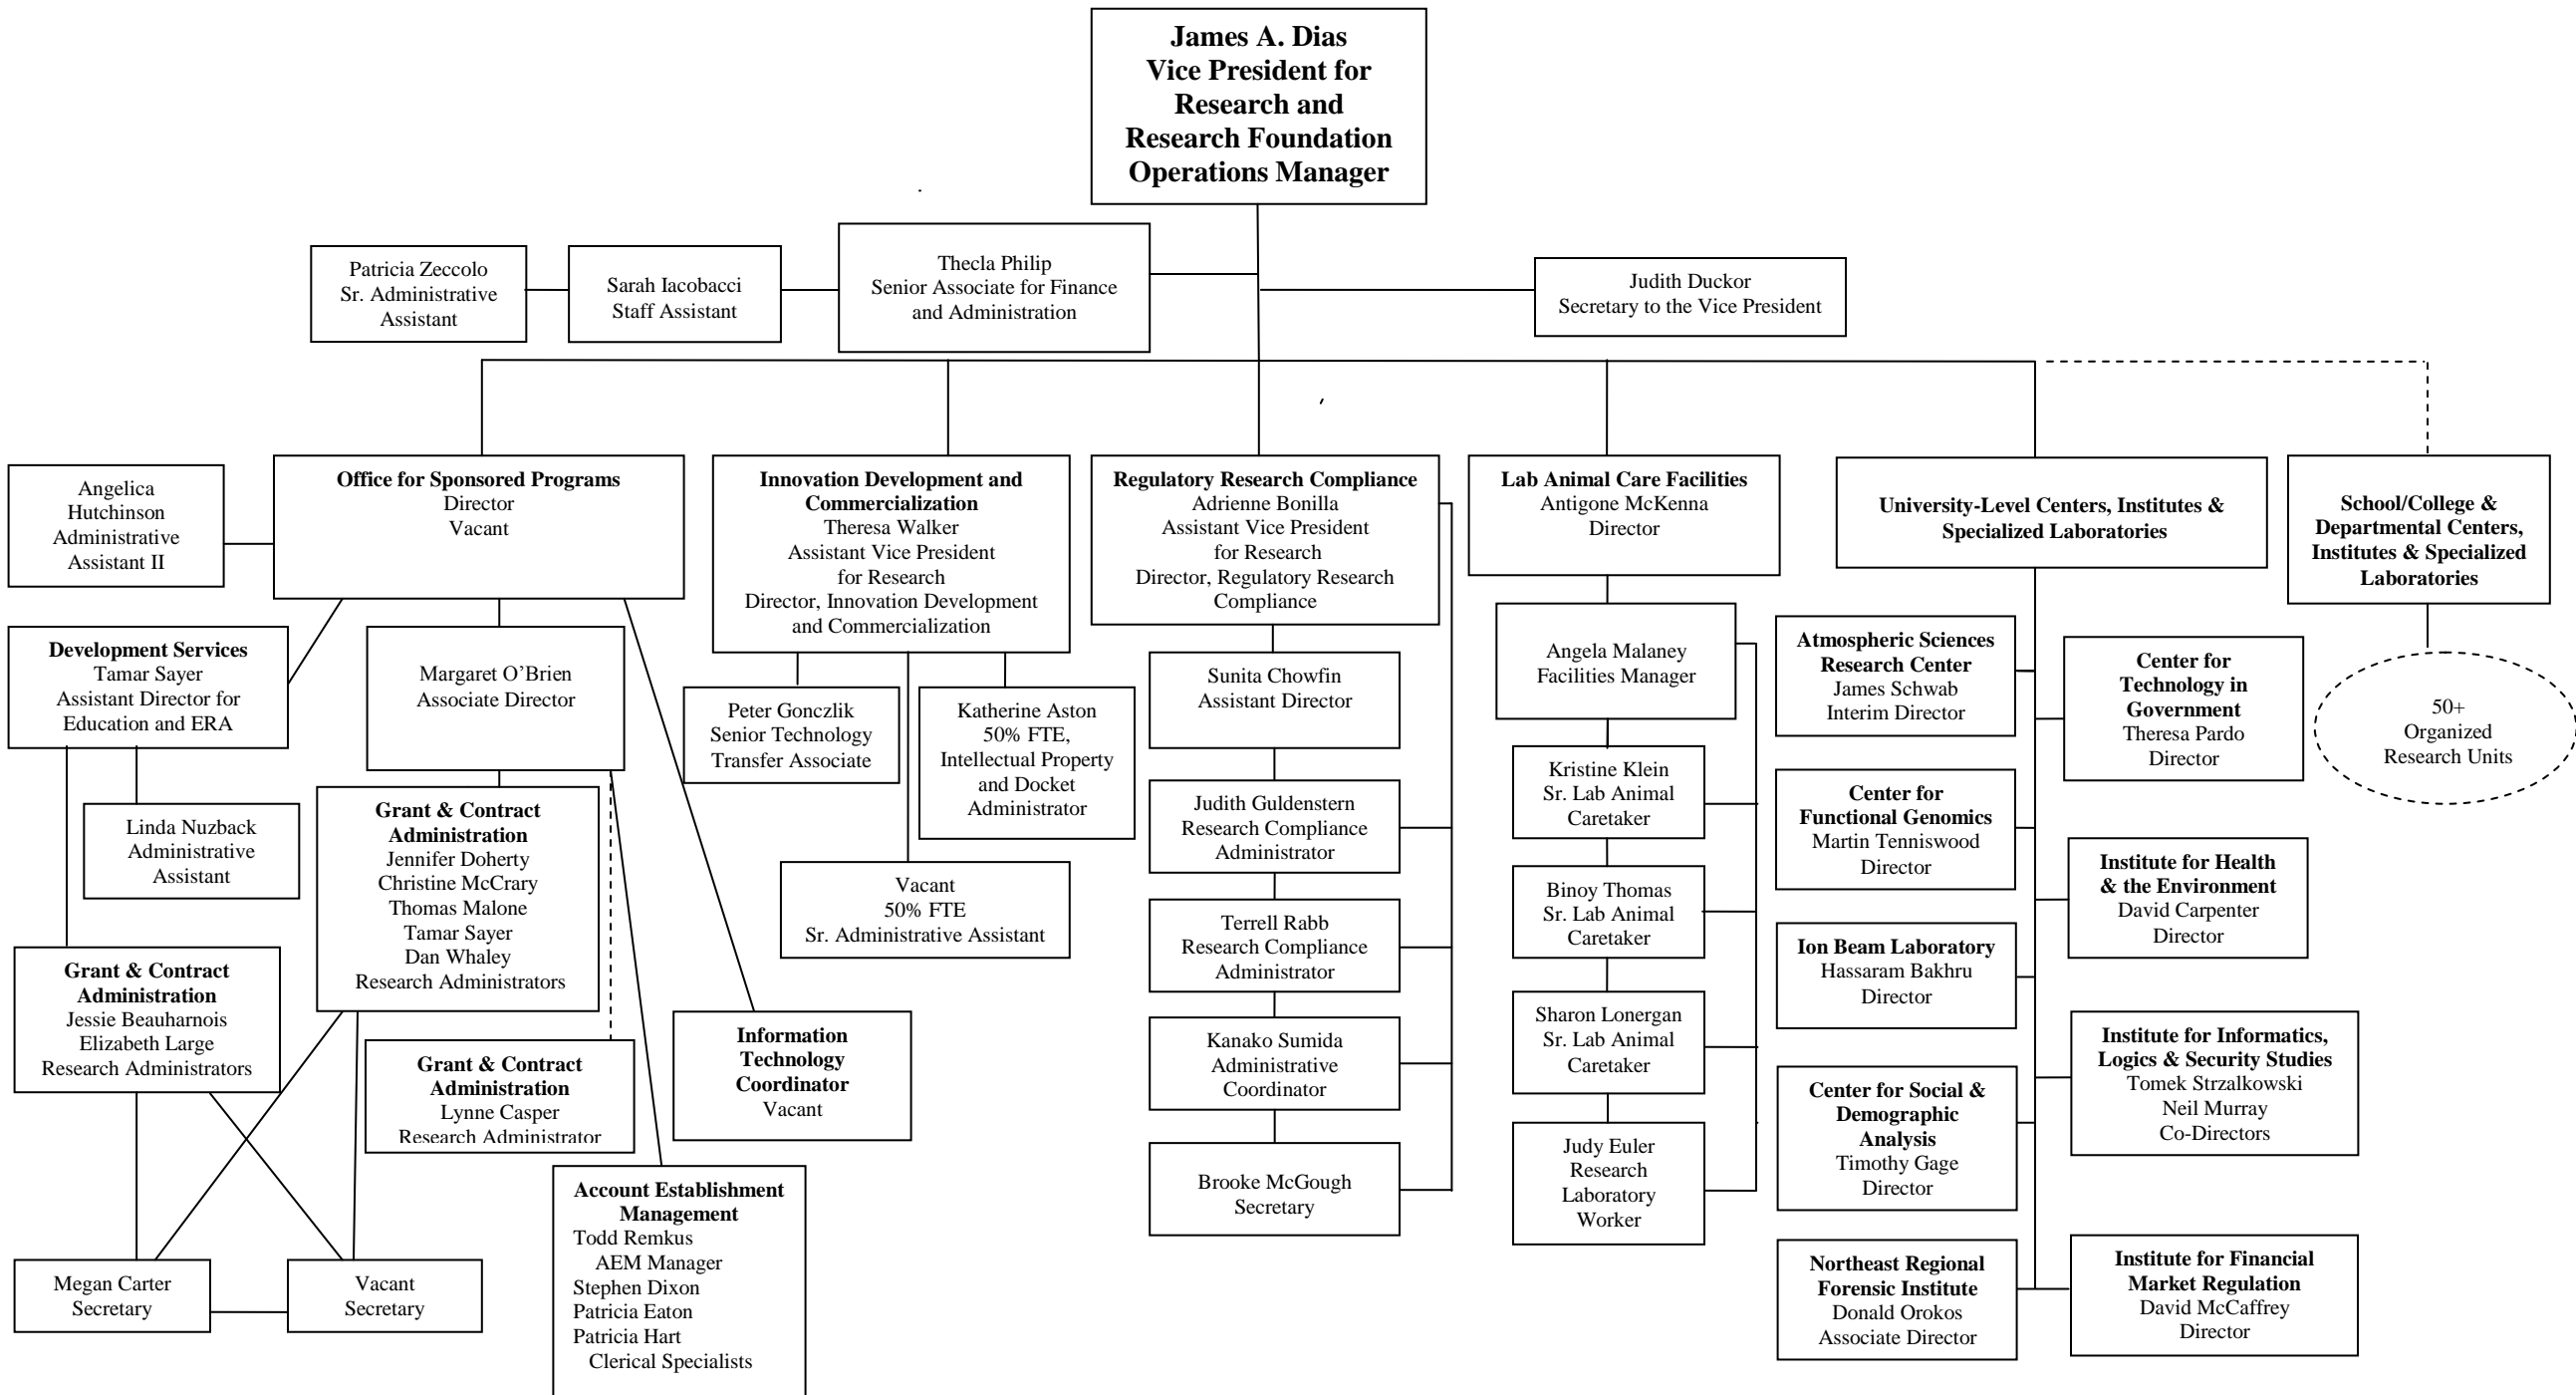 James A. Dias
Vice President for
Research and
Research Foundation
Operations Manager
Patricia Zeccolo
Sr. Administrative
Assistant
Sarah Iacobacci
Staff Assistant
Thecla Philip
Senior Associate for Finance
and Administration
Judith Duckor
Secretary to the Vice President
Angelica
Hutchinson
Administrative
Assistant II
Office for Sponsored Programs
Director
Vacant
Innovation Development and
Commercialization
Theresa Walker
Assistant Vice President
for Research
Director, Innovation Development
and Commercialization
Regulatory Research Compliance
Adrienne Bonilla
Assistant Vice President
for Research
Director, Regulatory Research
Compliance
Lab Animal Care Facilities
Antigone McKenna
Director
University-Level Centers, Institutes &
Specialized Laboratories
School/College &
Departmental Centers,
Institutes & Specialized
Laboratories
Development Services
Tamar Sayer
Assistant Director for
Education and ERA
Margaret O’Brien
Associate Director
Peter Gonczlik
Senior Technology
Transfer Associate
Katherine Aston
50% FTE,
Intellectual Property
and Docket
Administrator
Sunita Chowfin
Assistant Director
Angela Malaney
Facilities Manager
Atmospheric Sciences
Research Center
James Schwab
Interim Director
Center for
Technology in
Government
Theresa Pardo
Director
50+
Organized
Research Units
Linda Nuzback
Administrative
Assistant
Grant & Contract
Administration
Jennifer Doherty
Christine McCrary
Thomas Malone
Tamar Sayer
Dan Whaley
Research Administrators
Vacant
50% FTE
Sr. Administrative Assistant
Judith Guldenstern
Research Compliance
Administrator
Kristine Klein
Sr. Lab Animal
Caretaker
Center for
Functional Genomics
Martin Tenniswood
Director
Institute for Health
& the Environment
David Carpenter
Director
Grant & Contract
Administration
Jessie Beauharnois
Elizabeth Large
Research Administrators
Terrell Rabb
Research Compliance
Administrator
Binoy Thomas
Sr. Lab Animal
Caretaker
Ion Beam Laboratory
Hassaram Bakhru
Director
Grant & Contract
Administration
Lynne Casper
Research Administrator
Information
Technology
Coordinator
Vacant
Kanako Sumida
Administrative
Coordinator
Sharon Lonergan
Sr. Lab Animal
Caretaker
Institute for Informatics,
Logics & Security Studies
Tomek Strzalkowski
Neil Murray
Co-Directors
Center for Social &
Demographic
Analysis
Timothy Gage
Director
Account Establishment
Management
Todd Remkus
AEM Manager
Stephen Dixon
Patricia Eaton
Patricia Hart
Clerical Specialists
Brooke McGough
Secretary
Judy Euler
Research
Laboratory
Worker
Megan Carter
Secretary
Vacant
Secretary
Northeast Regional
Forensic Institute
Donald Orokos
Associate Director
Institute for Financial
Market Regulation
David McCaffrey
Director